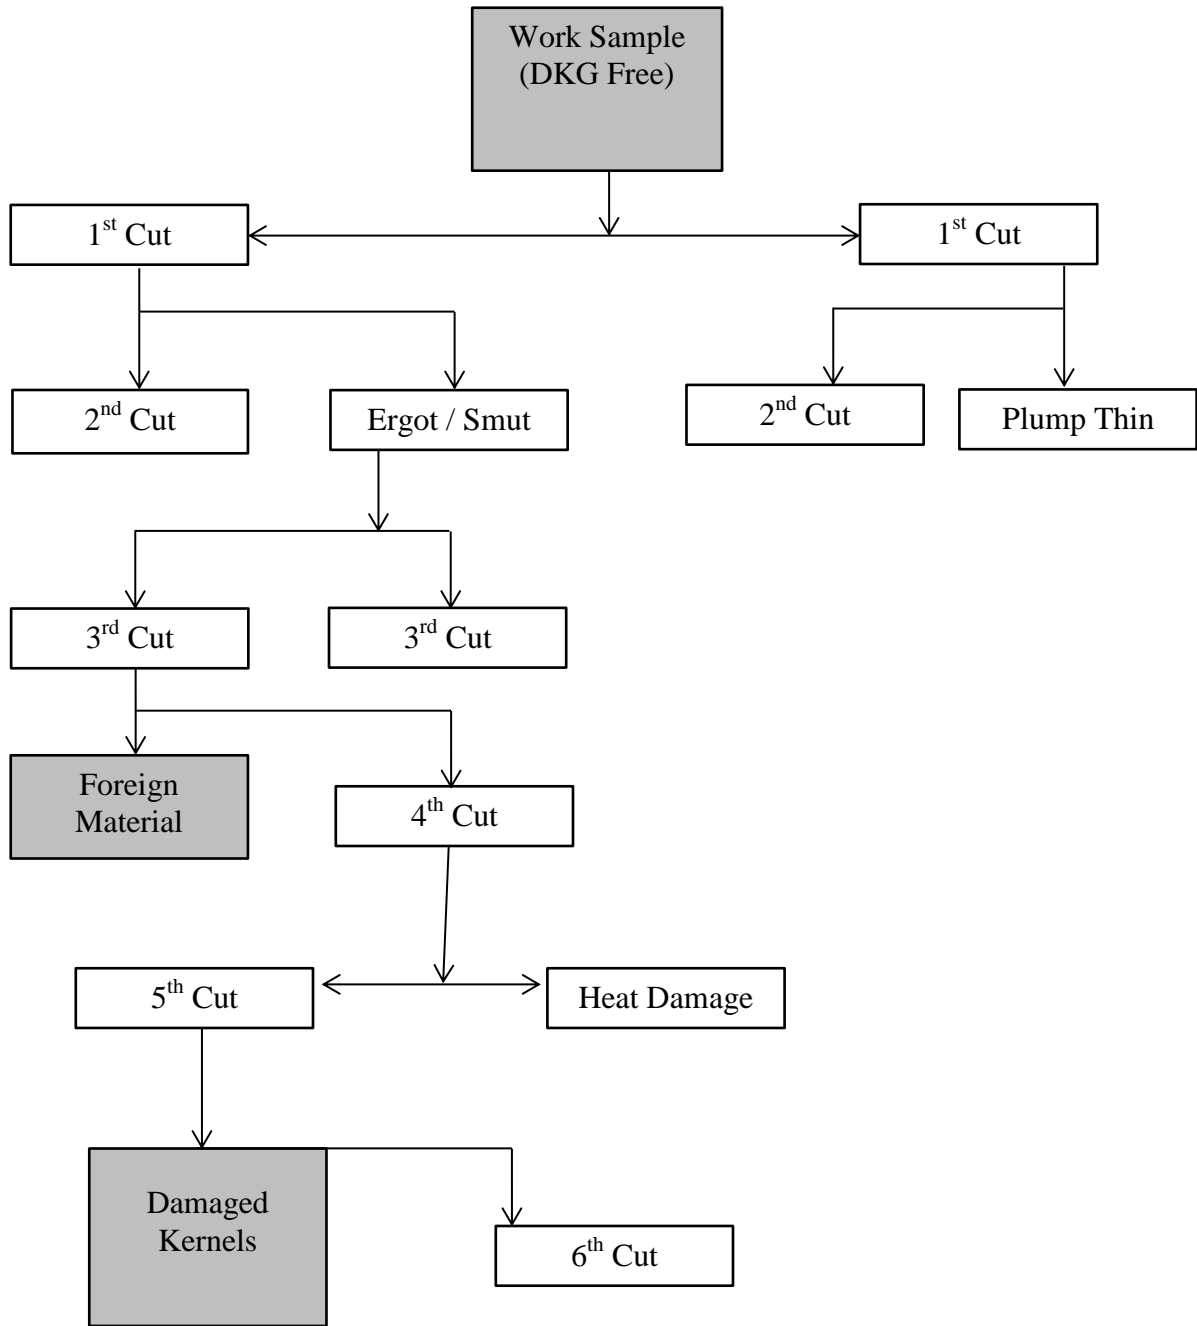 Work Sample
(DKG Free)
1st Cut
1st Cut
2nd Cut
Ergot / Smut
2nd Cut
Plump Thin
3rd Cut
3rd Cut
Foreign
Material
4th Cut
5th Cut
Heat Damage
Damaged
Kernels
6th Cut